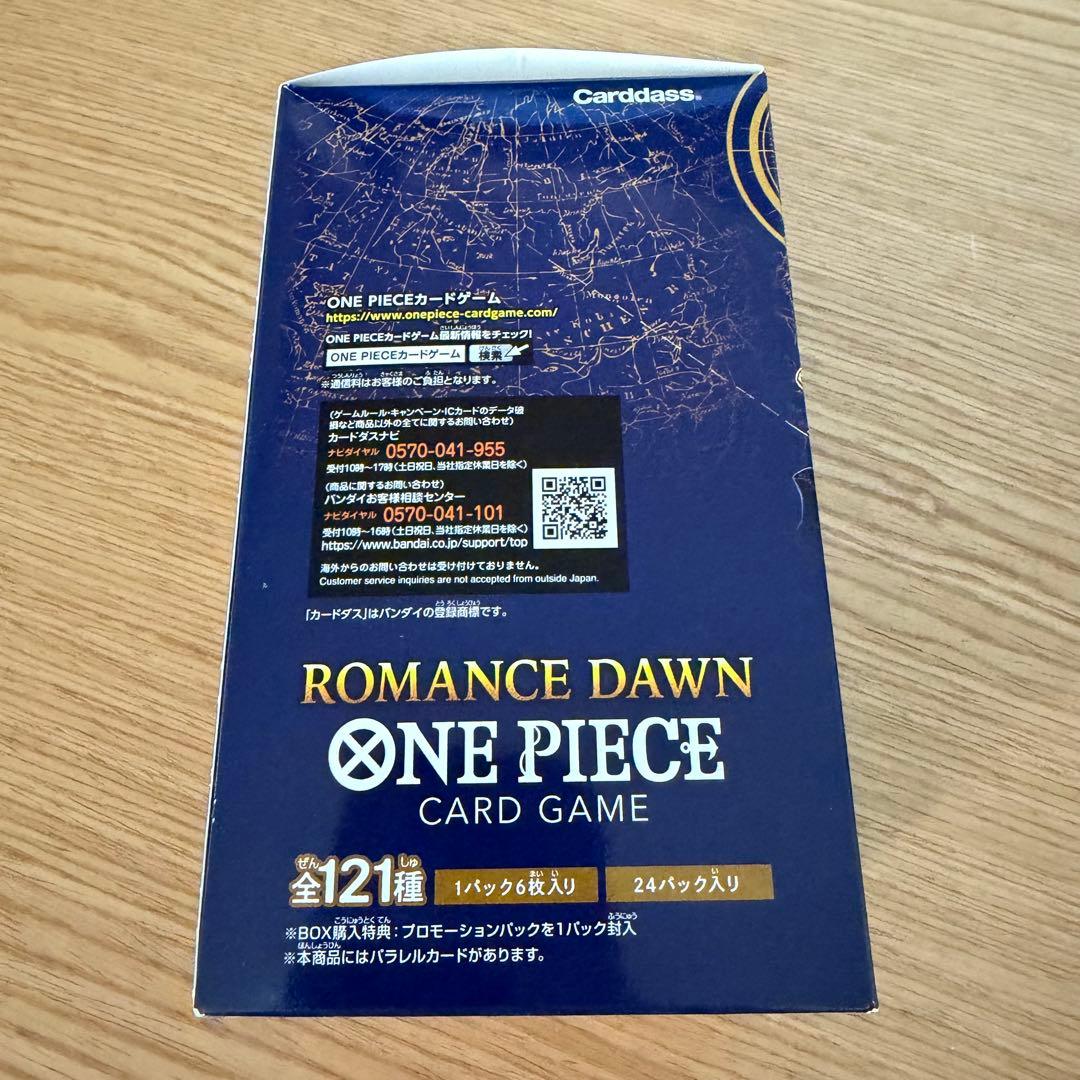 Carddass®
ONE PIECEカードゲーム
https://www.onepiece-cardgame.com/
ONE PIECEカードゲーム最新情報をチェック!
ONE PIECEカードゲーム 検索
※通信料はお客様のご負担となります。
(ゲームルール・キャンペーン・ICカードのデータ破
損など商品以外の全てに関するお問い合わせ)
カードダスナビ
ナビダイヤル 0570-041-955
受付10時～17時(土日祝日、当社指定休業日を除く)
(商品に関するお問い合わせ)
バンダイお客様相談センター
ナビダイヤル 0570-041-101
受付10時～16時(土日祝日、当社指定休業日を除く)
https://www.bandai.co.jp/support/top
海外からのお問い合わせは受け付けておりません。
Customer service inquiries are not accepted from outside Japan.
「カードダス」はバンダイの登録商標です。
ROMANCE DAWN
ONE PIECE
CARD GAME
全121種 1パック6枚入り 24パック入り
※BOX購入特典:プロモーションパックを1パック封入
※本商品にはパラレルカードがあります。